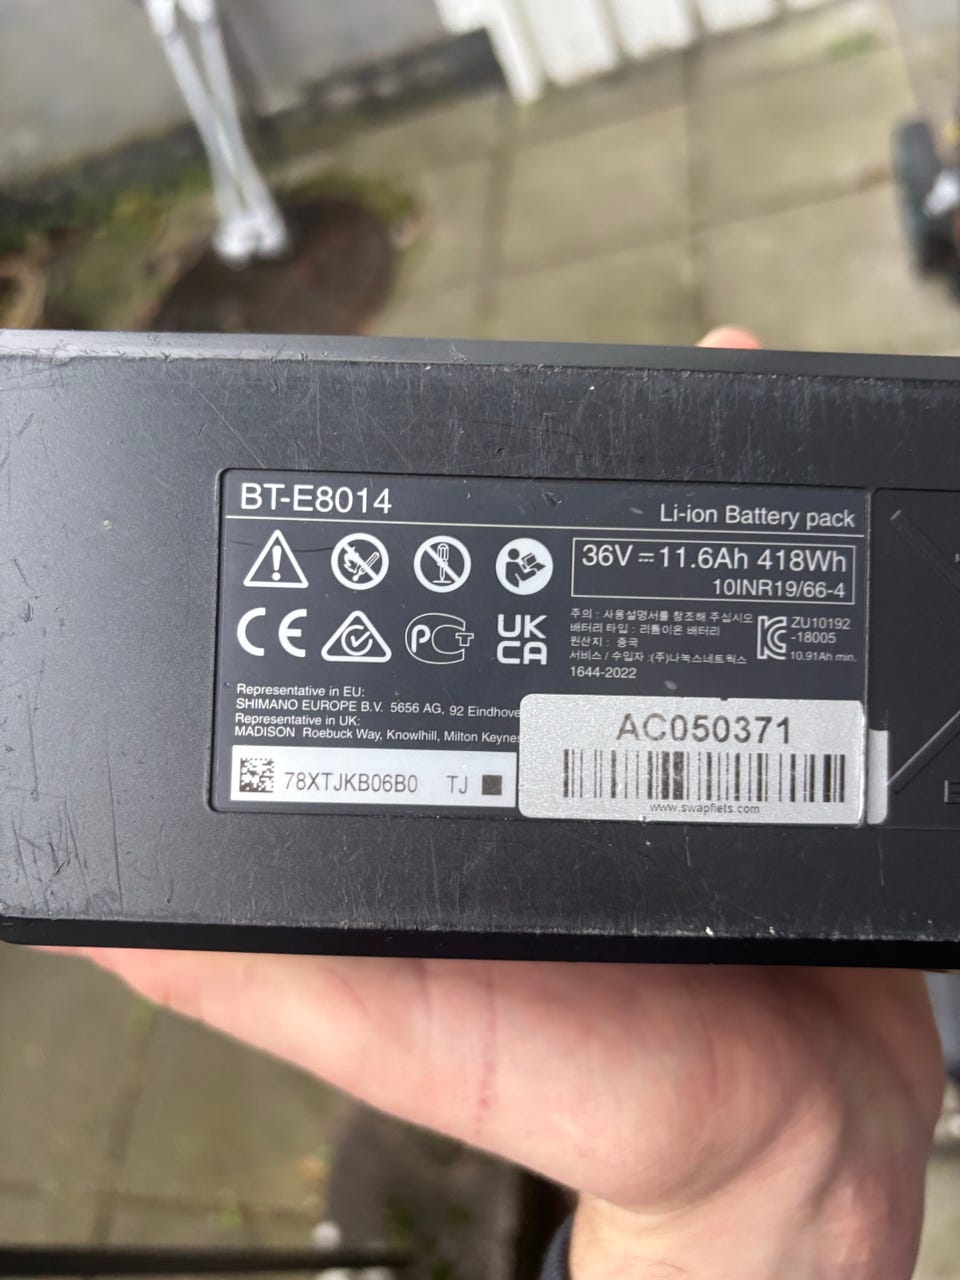 BT-E8014
Li-ion Battery pack
36V⎓11.6Ah 418Wh
10INR19/66-4
CE
PCT
UK
CA
주의 : 사용설명서를 참조해 주십시오
배터리 타입 : 리튬이온 배터리
원산지 : 중국
서비스 / 수입자 :(주)나눅스네트웍스
1644-2022
ZU10192
-18005
10.91Ah min.
Representative in EU:
SHIMANO EUROPE B.V. 5656 AG, 92 Eindhove
Representative in UK:
MADISON Roebuck Way, Knowlhill, Milton Keynes
78XTJKB06B0 TJ
AC050371
www.swapfiets.com